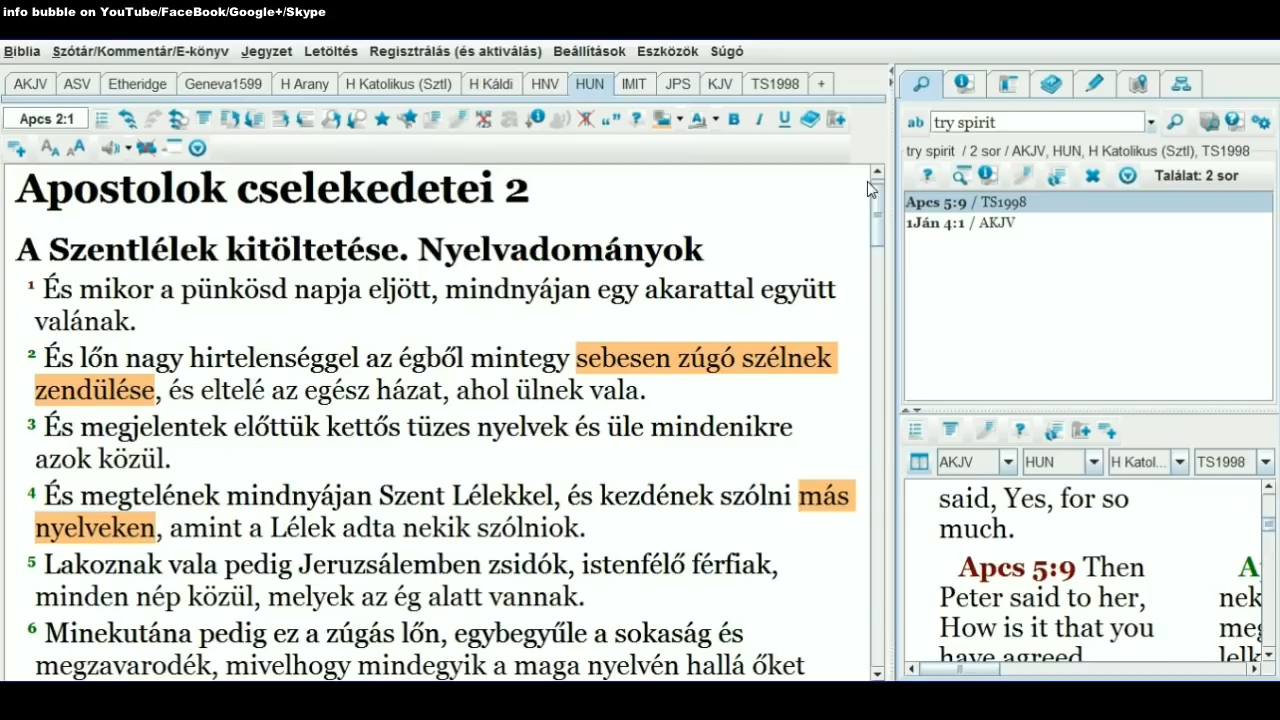 info bubble on YouTube/FaceBook/Google+/Skype
Biblia Szótár/Kommentár/E-könyv Jegyzet Letöltés Regisztrálás (és aktiválás) Beállítások Eszközök Súgó
AKJV ASV Etheridge Geneva1599 H Arany H Katolikus (Sztl) H Káldi HNV HUN IMIT JPS KJV TS1998 +
Apcs 2:1
Apostolok cselekedetei 2
A Szentlélek kitöltetése. Nyelvadományok
1 És mikor a pünkösd napja eljött, mindnyájan egy akarattal együtt
valának.
2 És lőn nagy hirtelenséggel az égből mintegy sebesen zúgó szélnek
zendülése, és eltelé az egész házat, ahol ülnek vala.
3 És megjelentek előttük kettős tüzes nyelvek és üle mindenikre
azok közül.
4 És megtelének mindnyájan Szent Lélekkel, és kezdének szólni más
nyelveken, amint a Lélek adta nekik szólniok.
5 Lakoznak vala pedig Jeruzsálemben zsidók, istenfélő férfiak,
minden nép közül, melyek az ég alatt vannak.
6 Minekutána pedig ez a zúgás lőn, egybegyűle a sokaság és
megzavarodék, mivelhogy mindegyik a maga nyelvén hallá őket
ab try spirit
try spirit / 2 sor / AKJV, HUN, H Katolikus (Sztl), TS1998
Találat: 2 sor
Apcs 5:9 / TS1998
1Ján 4:1 / AKJV
AKJV HUN H Katol... TS1998
said, Yes, for so
much.
Apcs 5:9 Then
Peter said to her,
How is it that you
have agreed
A
nek
meg
lelk